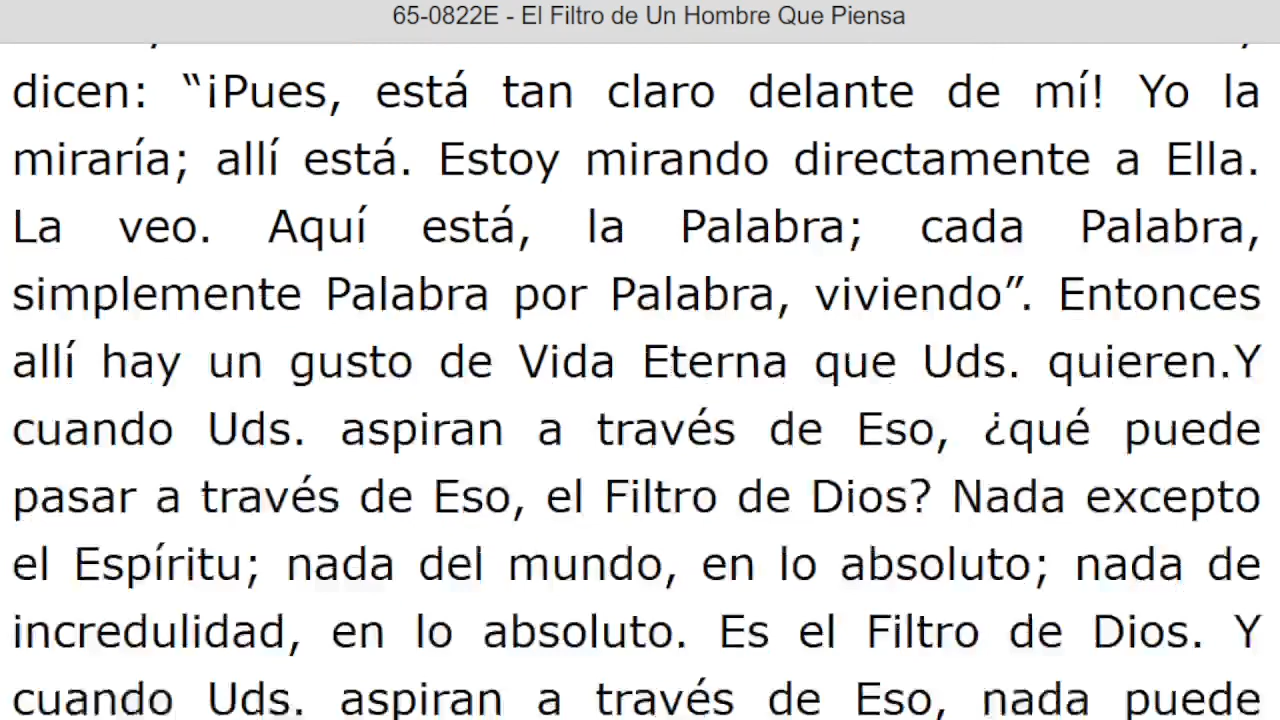 65-0822E - El Filtro de Un Hombre Que Piensa
dicen: “¡Pues, está tan claro delante de mí! Yo la
miraría; allí está. Estoy mirando directamente a Ella.
La veo. Aquí está, la Palabra; cada Palabra,
simplemente Palabra por Palabra, viviendo”. Entonces
allí hay un gusto de Vida Eterna que Uds. quieren.Y
cuando Uds. aspiran a través de Eso, ¿qué puede
pasar a través de Eso, el Filtro de Dios? Nada excepto
el Espíritu; nada del mundo, en lo absoluto; nada de
incredulidad, en lo absoluto. Es el Filtro de Dios. Y
cuando Uds. aspiran a través de Eso, nada puede